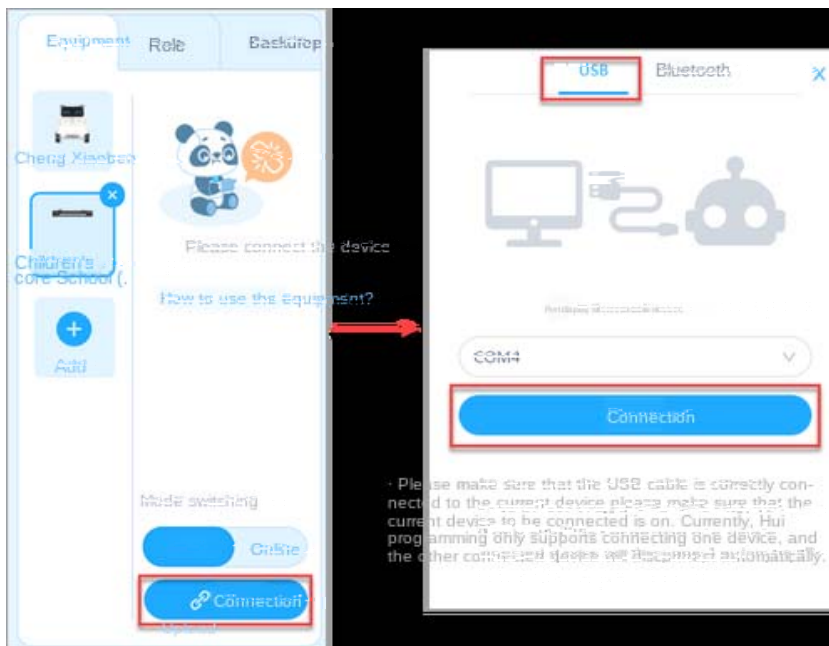 Equipment
Role
Backdrop
Cheng Xiaobao
Children's
core School (.
Add
Please connect the device
How to use the equipment?
Mode switching
Online
Connection
Upload
USB
Bluetooth
COM4
Connection
· Please make sure that the USB cable is correctly con-
nected to the current device please make sure that the
current device to be connected is on. Currently, Hui
programming only supports connecting one device, and
the other connected device will disconnect automatically.